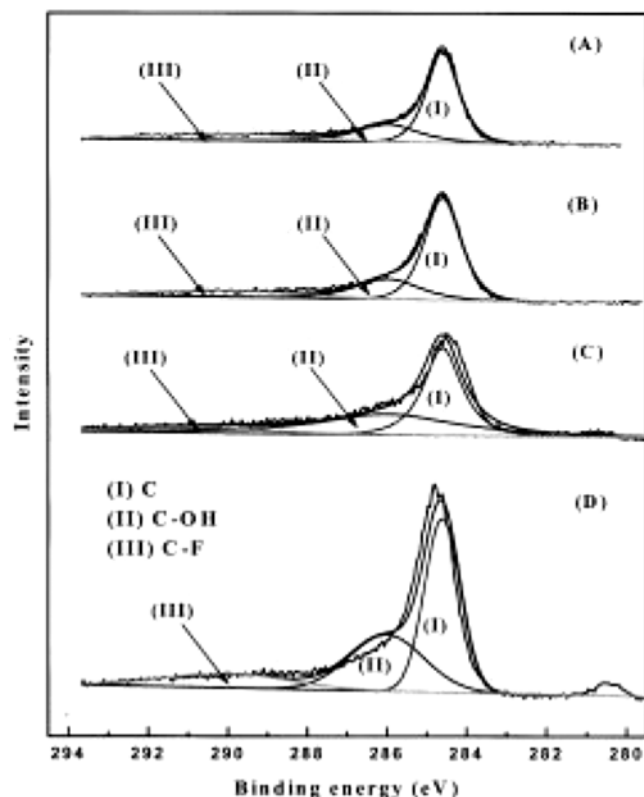 (A)
(III)
(II)
(I)
(B)
(III)
(II)
(I)
(C)
(III)
(II)
(I)
Intensity
(I) C
(II) C-OH
(III) C-F
(D)
(III)
(II)
(I)
294 292 290 288 286 284 282 280
Binding energy (eV)